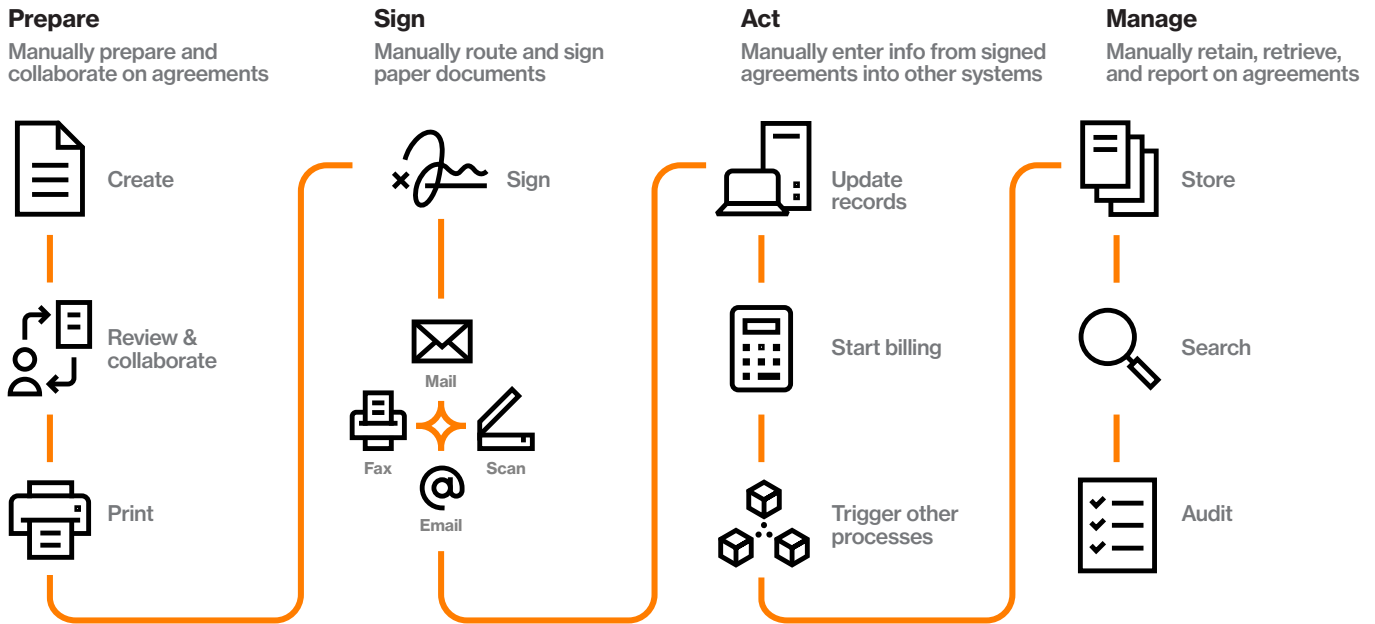 Prepare
Manually prepare and
collaborate on agreements
Create
Review &
collaborate
Print
Sign
Manually route and sign
paper documents
Sign
Mail
Fax
Scan
Email
Act
Manually enter info from signed
agreements into other systems
Update
records
Start billing
Trigger other
processes
Manage
Manually retain, retrieve,
and report on agreements
Store
Search
Audit